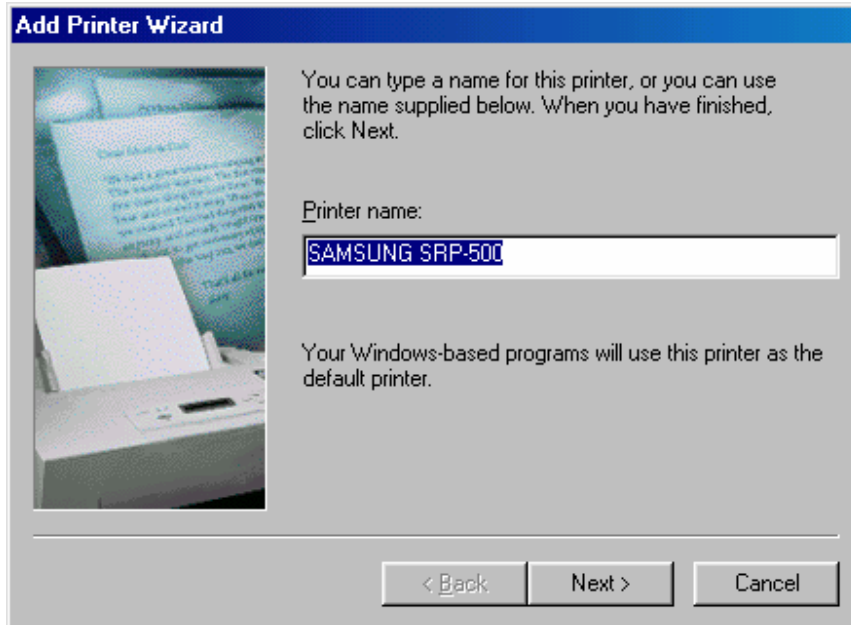 Add Printer Wizard
You can type a name for this printer, or you can use
the name supplied below. When you have finished,
click Next.
Printer name:
SAMSUNG SRP-500
Your Windows-based programs will use this printer as the
default printer.
< Back
Next >
Cancel